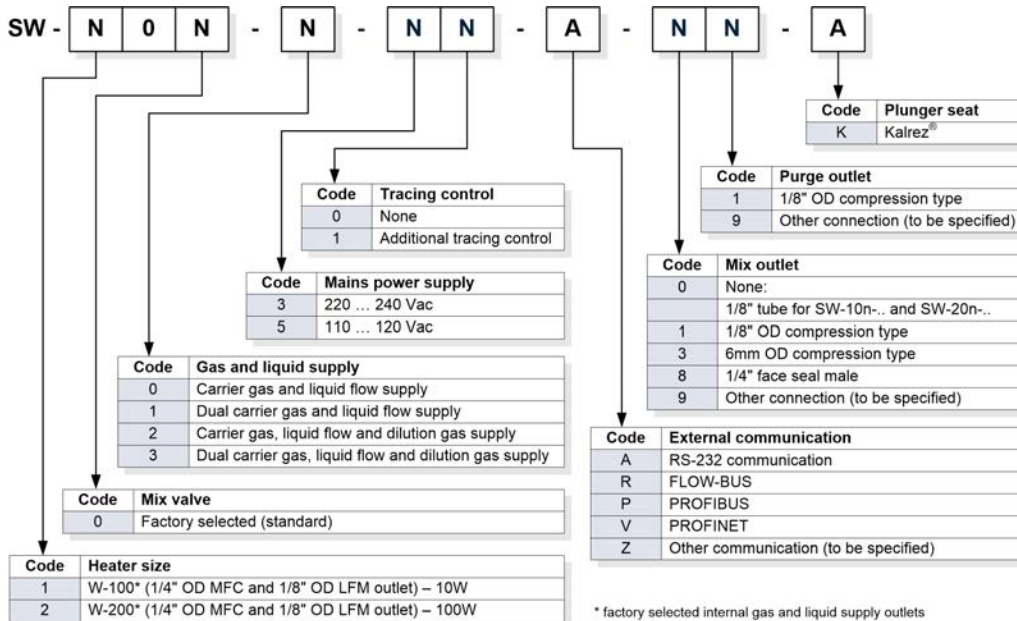 SW - N 0 N - N - N N - A - N N - A
Code Plunger seat
K Kalrez®
Code Purge outlet
1 1/8" OD compression type
9 Other connection (to be specified)
Code Tracing control
0 None
1 Additional tracing control
Code Mix outlet
0 None:
1/8" tube for SW-10n-.. and SW-20n-..
1 1/8" OD compression type
3 6mm OD compression type
8 1/4" face seal male
9 Other connection (to be specified)
Code Mains power supply
3 220 ... 240 Vac
5 110 ... 120 Vac
Code Gas and liquid supply
0 Carrier gas and liquid flow supply
1 Dual carrier gas and liquid flow supply
2 Carrier gas, liquid flow and dilution gas supply
3 Dual carrier gas, liquid flow and dilution gas supply
Code External communication
A RS-232 communication
R FLOW-BUS
P PROFIBUS
V PROFINET
Z Other communication (to be specified)
Code Mix valve
0 Factory selected (standard)
Code Heater size
1 W-100* (1/4" OD MFC and 1/8" OD LFM outlet) – 10W
2 W-200* (1/4" OD MFC and 1/8" OD LFM outlet) – 100W
* factory selected internal gas and liquid supply outlets